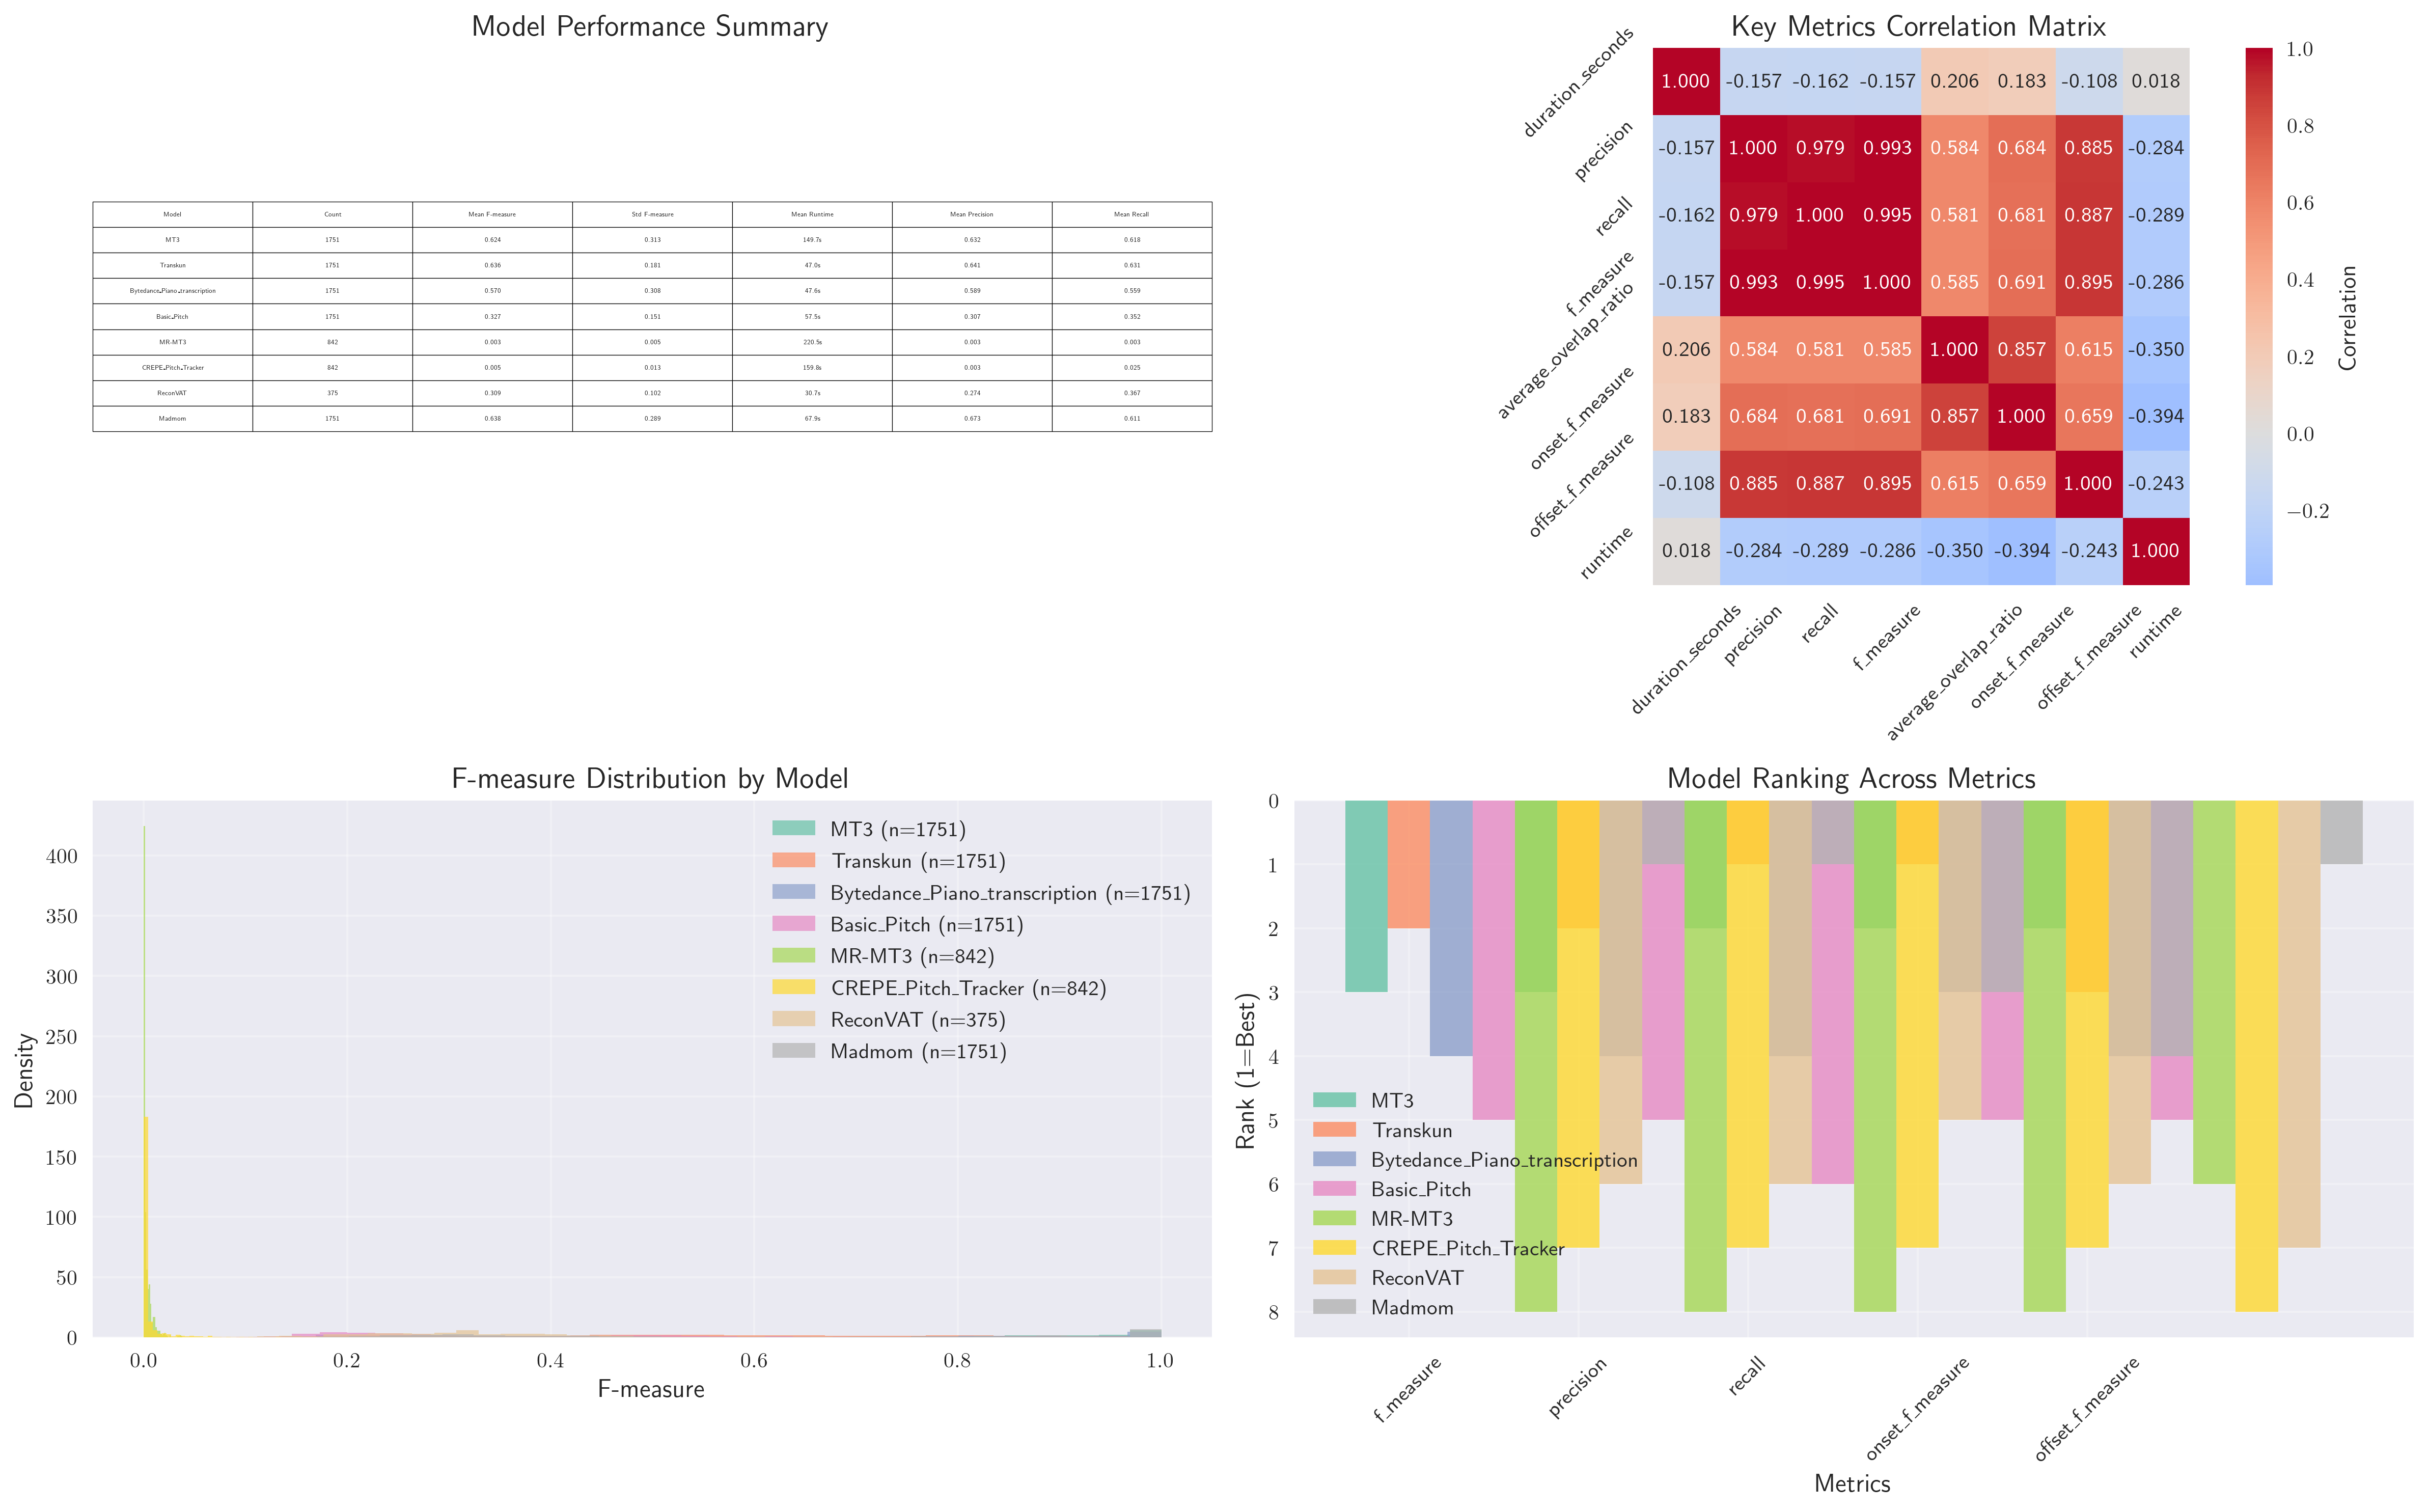 Model Performance Summary
Model Count Mean F-measure Std F-measure Mean Runtime Mean Precision Mean Recall
MT3 1751 0.624 0.313 149.7s 0.632 0.618
Transkun 1751 0.636 0.181 47.0s 0.641 0.631
Bytedance_Piano_transcription 1751 0.570 0.308 47.6s 0.589 0.559
Basic_Pitch 1751 0.327 0.151 57.5s 0.307 0.352
MR-MT3 842 0.003 0.005 220.5s 0.003 0.003
CREPE_Pitch_Tracker 842 0.005 0.013 159.8s 0.003 0.025
ReconVAT 375 0.309 0.102 30.7s 0.274 0.367
Madmom 1751 0.638 0.289 67.9s 0.673 0.611
Key Metrics Correlation Matrix
duration_seconds 1.000 -0.157 -0.162 -0.157 0.206 0.183 -0.108 0.018
precision -0.157 1.000 0.979 0.993 0.584 0.684 0.885 -0.284
recall -0.162 0.979 1.000 0.995 0.581 0.681 0.887 -0.289
f_measure -0.157 0.993 0.995 1.000 0.585 0.691 0.895 -0.286
average_overlap_ratio 0.206 0.584 0.581 0.585 1.000 0.857 0.615 -0.350
onset_f_measure 0.183 0.684 0.681 0.691 0.857 1.000 0.659 -0.394
offset_f_measure -0.108 0.885 0.887 0.895 0.615 0.659 1.000 -0.243
runtime 0.018 -0.284 -0.289 -0.286 -0.350 -0.394 -0.243 1.000
duration_seconds precision recall f_measure average_overlap_ratio onset_f_measure offset_f_measure runtime
1.0
0.8
0.6
0.4
0.2
0.0
−0.2
Correlation
F-measure Distribution by Model
MT3 (n=1751)
Transkun (n=1751)
Bytedance_Piano_transcription (n=1751)
Basic_Pitch (n=1751)
MR-MT3 (n=842)
CREPE_Pitch_Tracker (n=842)
ReconVAT (n=375)
Madmom (n=1751)
Density
400
350
300
250
200
150
100
50
0
0.0 0.2 0.4 0.6 0.8 1.0
F-measure
Model Ranking Across Metrics
Rank (1=Best)
0
1
2
3
4
5
6
7
8
MT3
Transkun
Bytedance_Piano_transcription
Basic_Pitch
MR-MT3
CREPE_Pitch_Tracker
ReconVAT
Madmom
f_measure precision recall onset_f_measure offset_f_measure
Metrics